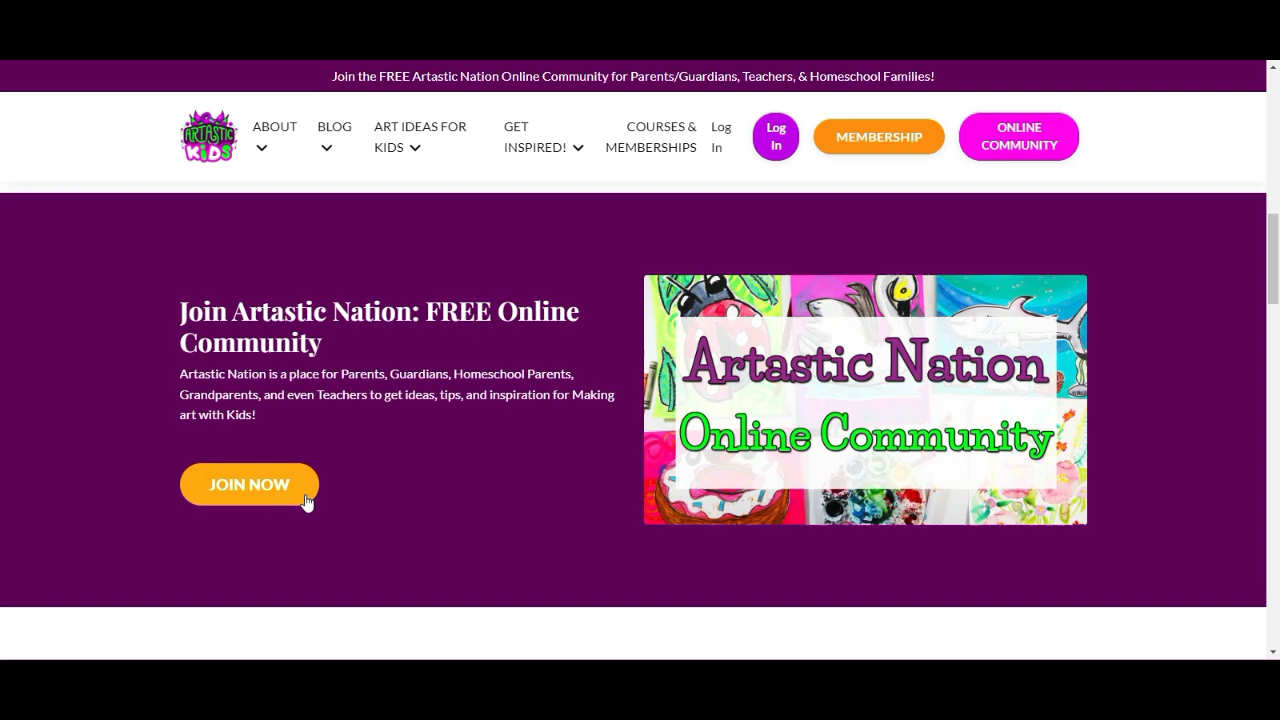 Join the FREE Artastic Nation Online Community for Parents/Guardians, Teachers, & Homeschool Families!
ARTASTIC
KiDS
ABOUT
BLOG
ART IDEAS FOR
KIDS
GET
INSPIRED!
COURSES &
MEMBERSHIPS
Log
In
Log
In
MEMBERSHIP
ONLINE
COMMUNITY
Join Artastic Nation: FREE Online
Community
Artastic Nation is a place for Parents, Guardians, Homeschool Parents,
Grandparents, and even Teachers to get ideas, tips, and inspiration for Making
art with Kids!
JOIN NOW
Artastic Nation
Online Community